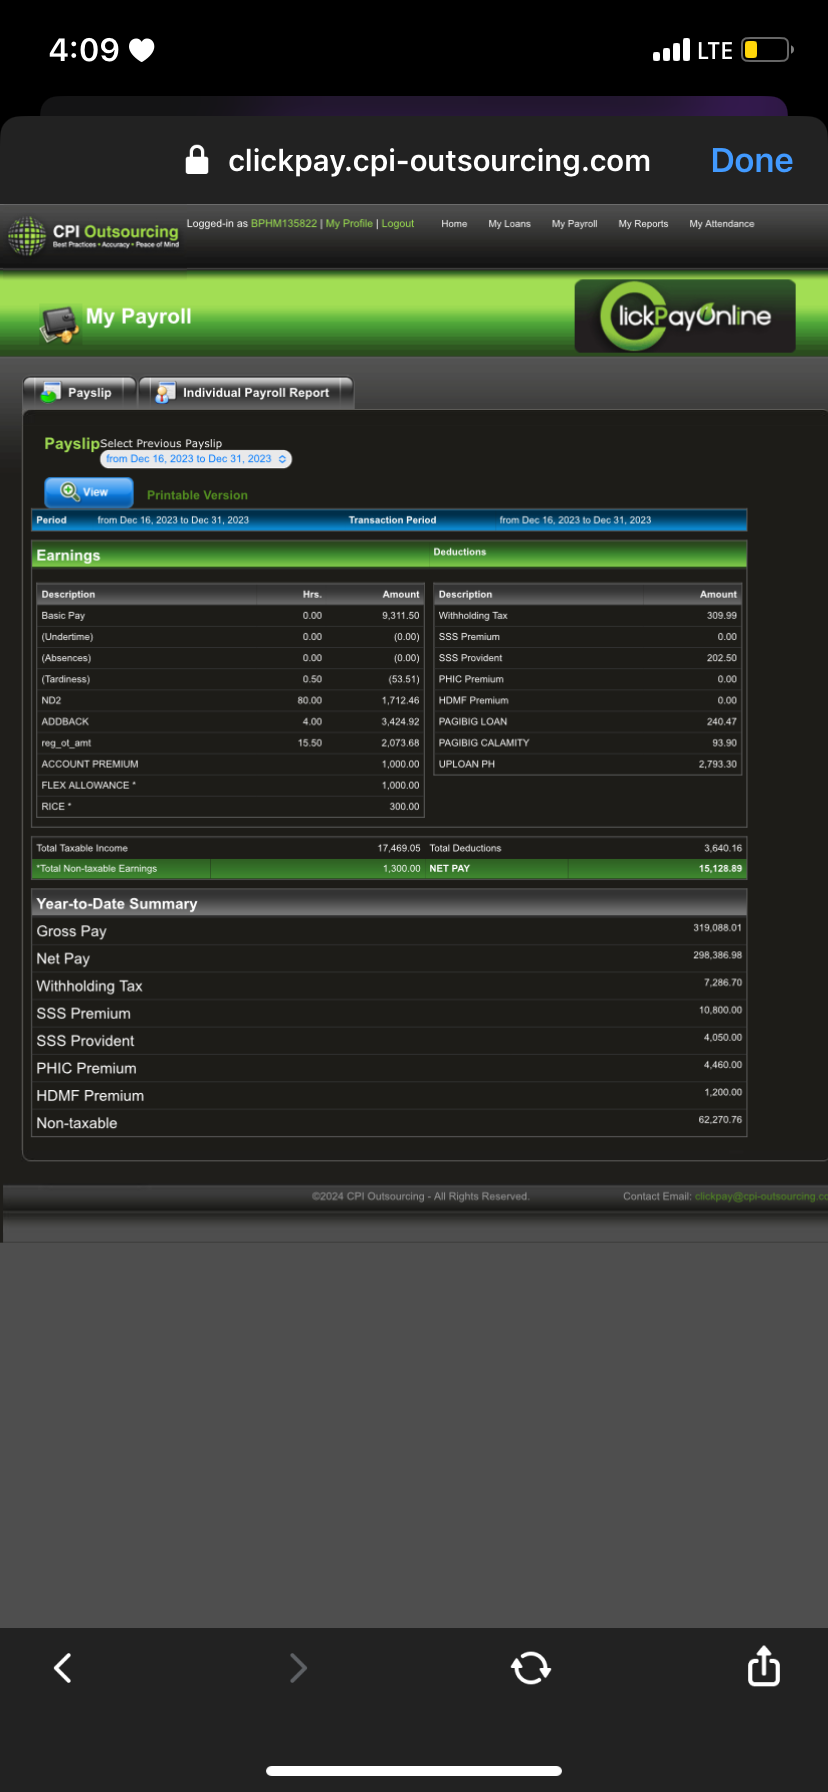 4:09
LTE
clickpay.cpi-outsourcing.com Done
CPI Outsourcing
Best Practices • Accuracy • Peace of Mind
Logged-in as BPHM135822 | My Profile | Logout Home My Loans My Payroll My Reports My Attendance
My Payroll
ClickPayOnline
Payslip Individual Payroll Report
Payslip Select Previous Payslip
from Dec 16, 2023 to Dec 31, 2023
View Printable Version
Period from Dec 16, 2023 to Dec 31, 2023 Transaction Period from Dec 16, 2023 to Dec 31, 2023
Earnings Deductions
Description Hrs. Amount Description Amount
Basic Pay 0.00 9,311.50 Withholding Tax 309.99
(Undertime) 0.00 (0.00) SSS Premium 0.00
(Absences) 0.00 (0.00) SSS Provident 202.50
(Tardiness) 0.50 (53.51) PHIC Premium 0.00
ND2 80.00 1,712.46 HDMF Premium 0.00
ADDBACK 4.00 3,424.92 PAGIBIG LOAN 240.47
reg_ot_amt 15.50 2,073.68 PAGIBIG CALAMITY 93.90
ACCOUNT PREMIUM 1,000.00 UPLOAN PH 2,793.30
FLEX ALLOWANCE * 1,000.00
RICE * 300.00
Total Taxable Income 17,469.05 Total Deductions 3,640.16
*Total Non-taxable Earnings 1,300.00 NET PAY 15,128.89
Year-to-Date Summary
Gross Pay 319,088.01
Net Pay 298,386.98
Withholding Tax 7,286.70
SSS Premium 10,800.00
SSS Provident 4,050.00
PHIC Premium 4,460.00
HDMF Premium 1,200.00
Non-taxable 62,270.76
©2024 CPI Outsourcing - All Rights Reserved. Contact Email: clickpay@cpi-outsourcing.co